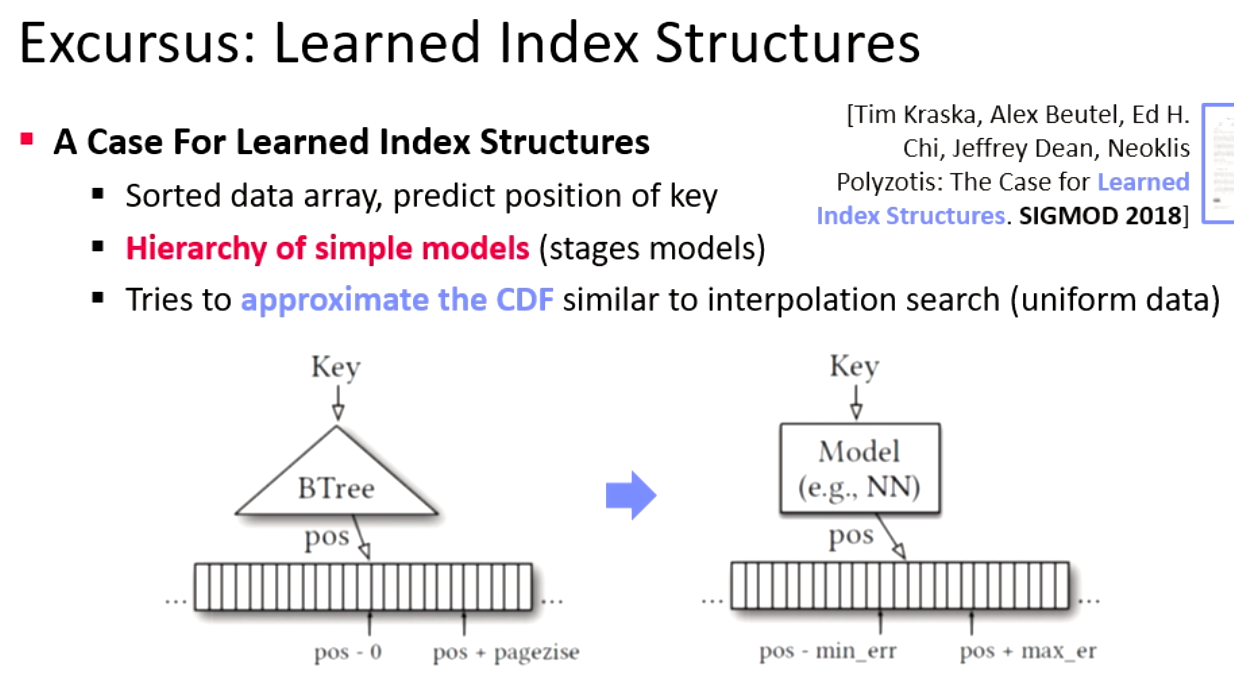 Excursus: Learned Index Structures
A Case For Learned Index Structures
Sorted data array, predict position of key
Hierarchy of simple models (stages models)
Tries to approximate the CDF similar to interpolation search (uniform data)
[Tim Kraska, Alex Beutel, Ed H.
Chi, Jeffrey Dean, Neoklis
Polyzotis: The Case for Learned
Index Structures. SIGMOD 2018]
Key
BTree
pos
... ...
pos - 0 pos + pagezise
Key
Model
(e.g., NN)
pos
... ...
pos - min_err pos + max_er